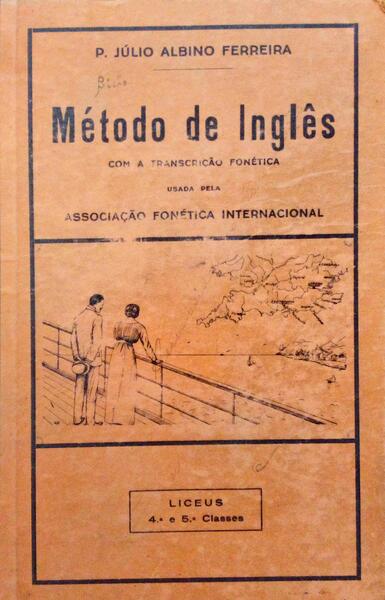 P. JÚLIO ALBINO FERREIRA
Método de Inglês
COM A TRANSCRIÇÃO FONÉTICA
USADA PELA
ASSOCIAÇÃO FONÉTICA INTERNACIONAL
LICEUS
4.ª e 5.ª Classes